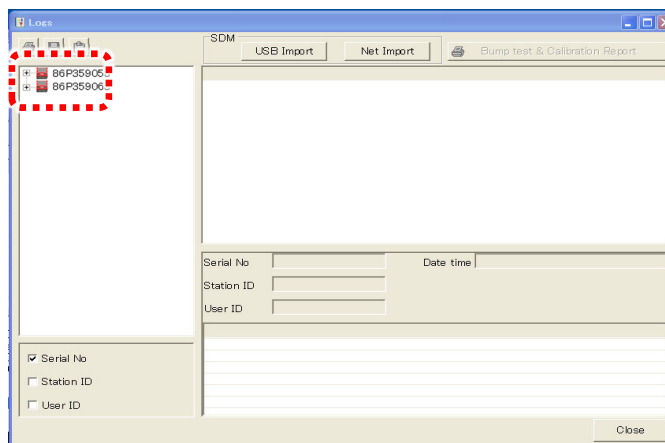 Logs
SDM
USB Import
Net Import
Bump test & Calibration Report
86P35905
86P35906
Serial No
Date time
Station ID
User ID
Serial No
Station ID
User ID
Close